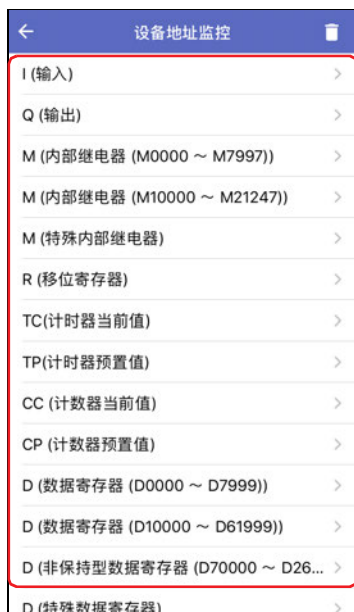 设备地址监控
I (输入)
Q (输出)
M (内部继电器 (M0000 ～ M7997))
M (内部继电器 (M10000 ～ M21247))
M (特殊内部继电器)
R (移位寄存器)
TC(计时器当前值)
TP(计时器预置值)
CC (计数器当前值)
CP (计数器预置值)
D (数据寄存器 (D0000 ～ D7999))
D (数据寄存器 (D10000 ～ D61999))
D (非保持型数据寄存器 (D70000 ～ D26...
D (特殊数据寄存器)